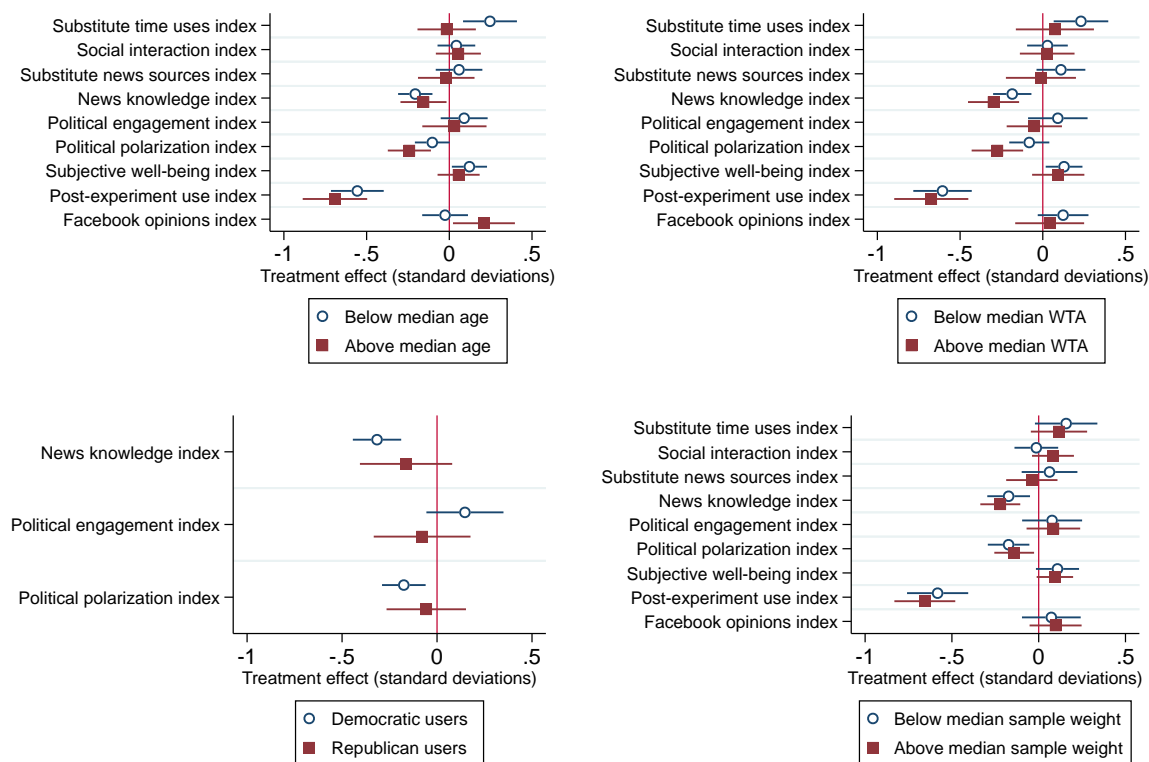 Substitute time uses index
Social interaction index
Substitute news sources index
News knowledge index
Political engagement index
Political polarization index
Subjective well-being index
Post-experiment use index
Facebook opinions index
-1 -.5 0 .5
Treatment effect (standard deviations)
Below median age
Above median age
Substitute time uses index
Social interaction index
Substitute news sources index
News knowledge index
Political engagement index
Political polarization index
Subjective well-being index
Post-experiment use index
Facebook opinions index
-1 -.5 0 .5
Treatment effect (standard deviations)
Below median WTA
Above median WTA
News knowledge index
Political engagement index
Political polarization index
-1 -.5 0 .5
Treatment effect (standard deviations)
Democratic users
Republican users
Substitute time uses index
Social interaction index
Substitute news sources index
News knowledge index
Political engagement index
Political polarization index
Subjective well-being index
Post-experiment use index
Facebook opinions index
-1 -.5 0 .5
Treatment effect (standard deviations)
Below median sample weight
Above median sample weight